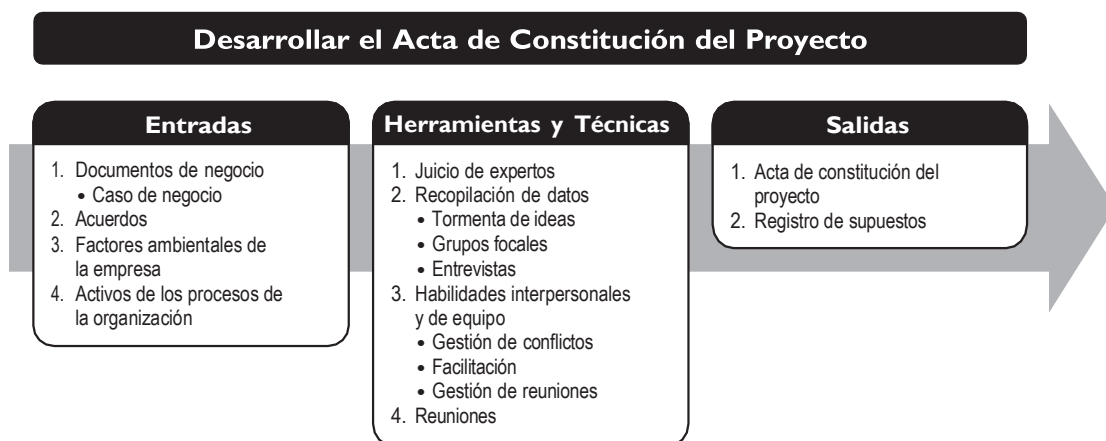 Desarrollar el Acta de Constitución del Proyecto
Entradas
1. Documentos de negocio
• Caso de negocio
2. Acuerdos
3. Factores ambientales de
la empresa
4. Activos de los procesos de
la organización
Herramientas y Técnicas
1. Juicio de expertos
2. Recopilación de datos
• Tormenta de ideas
• Grupos focales
• Entrevistas
3. Habilidades interpersonales
y de equipo
• Gestión de conflictos
• Facilitación
• Gestión de reuniones
4. Reuniones
Salidas
1. Acta de constitución del
proyecto
2. Registro de supuestos